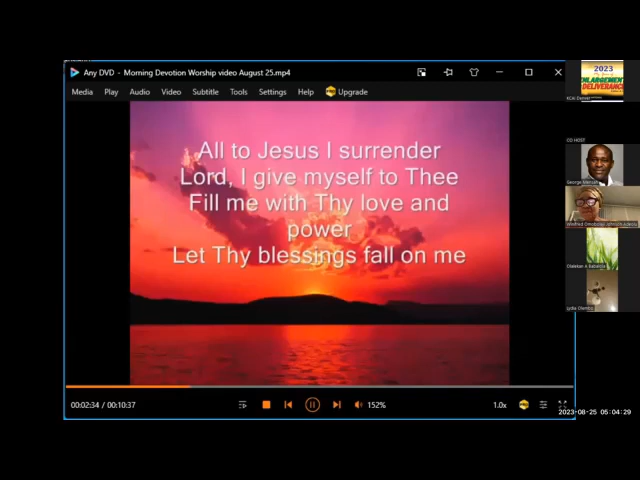 Any DVD - Morning Devotion Worship video August 25.mp4
Media Play Audio Video Subtitle Tools Settings Help Upgrade
All to Jesus I surrender
Lord, I give myself to Thee
Fill me with Thy love and
power
Let Thy blessings fall on me
00:02:34 / 00:10:37
152%
1.0x
2023
ENLARGEMENT
DELIVERANCE
CO HOST
2023-08-25 05:04:29